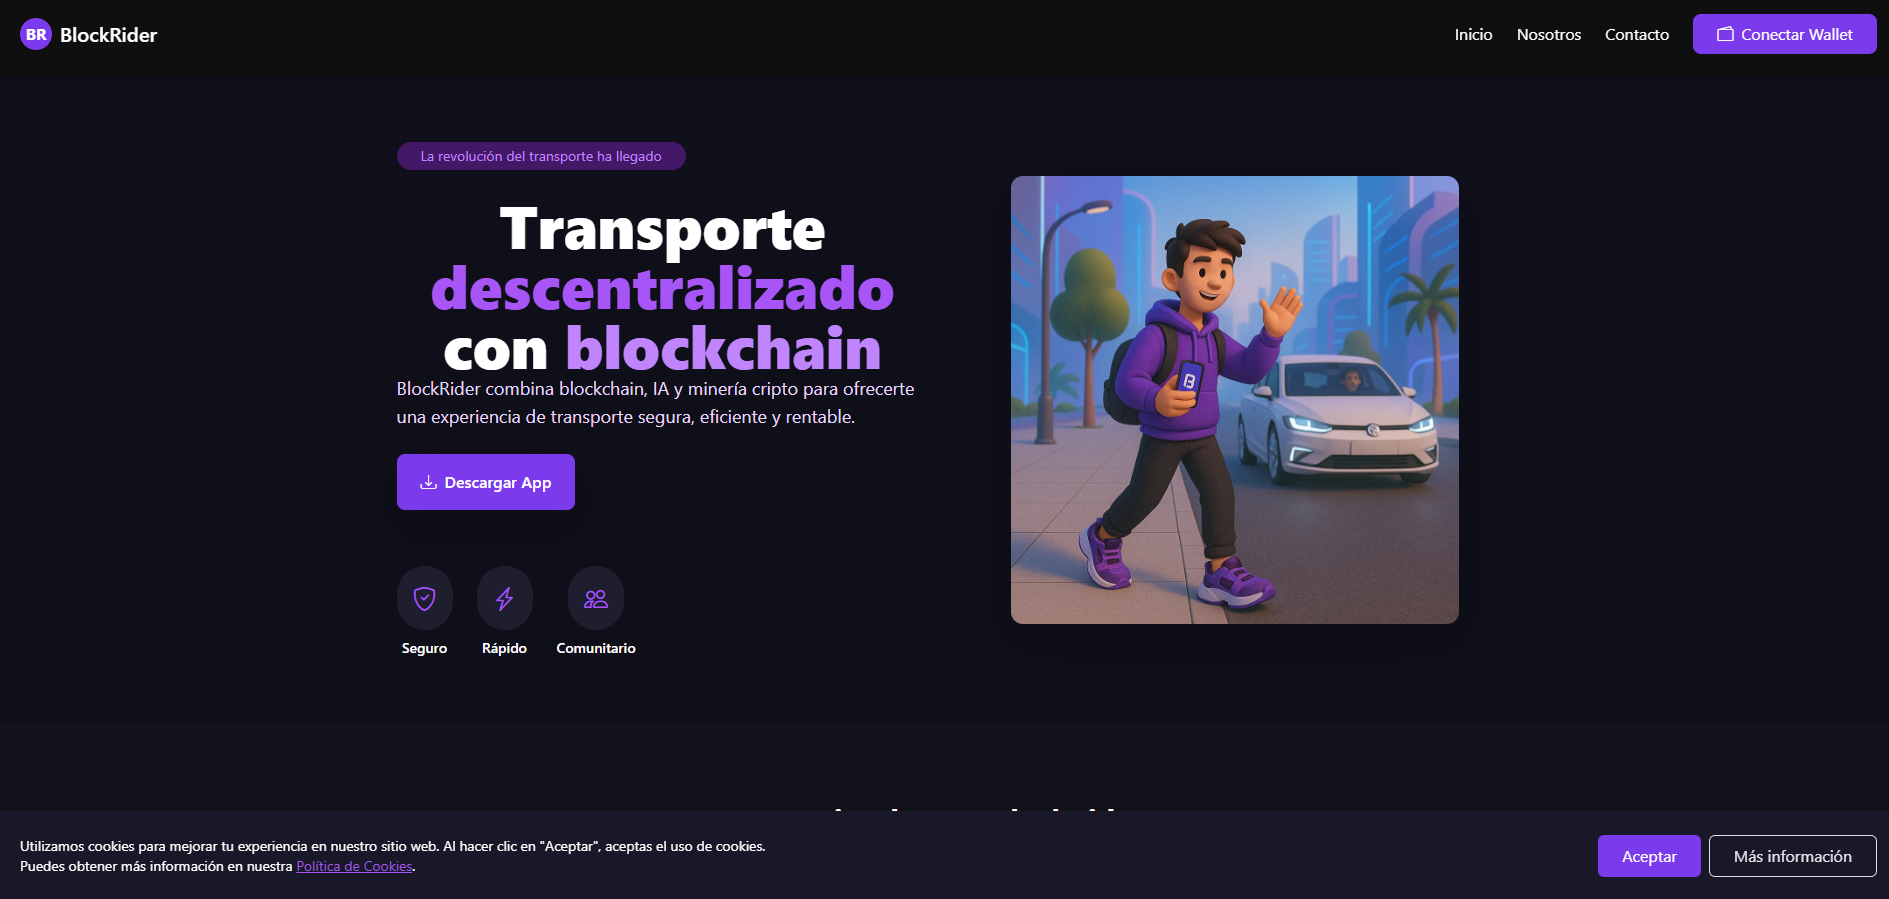 BR BlockRider
Inicio Nosotros Contacto Conectar Wallet
La revolución del transporte ha llegado
Transporte
descentralizado
con blockchain
BlockRider combina blockchain, IA y minería cripto para ofrecerte
una experiencia de transporte segura, eficiente y rentable.
Descargar App
Seguro Rápido Comunitario
B
Utilizamos cookies para mejorar tu experiencia en nuestro sitio web. Al hacer clic en "Aceptar", aceptas el uso de cookies.
Puedes obtener más información en nuestra Política de Cookies.
Aceptar Más información